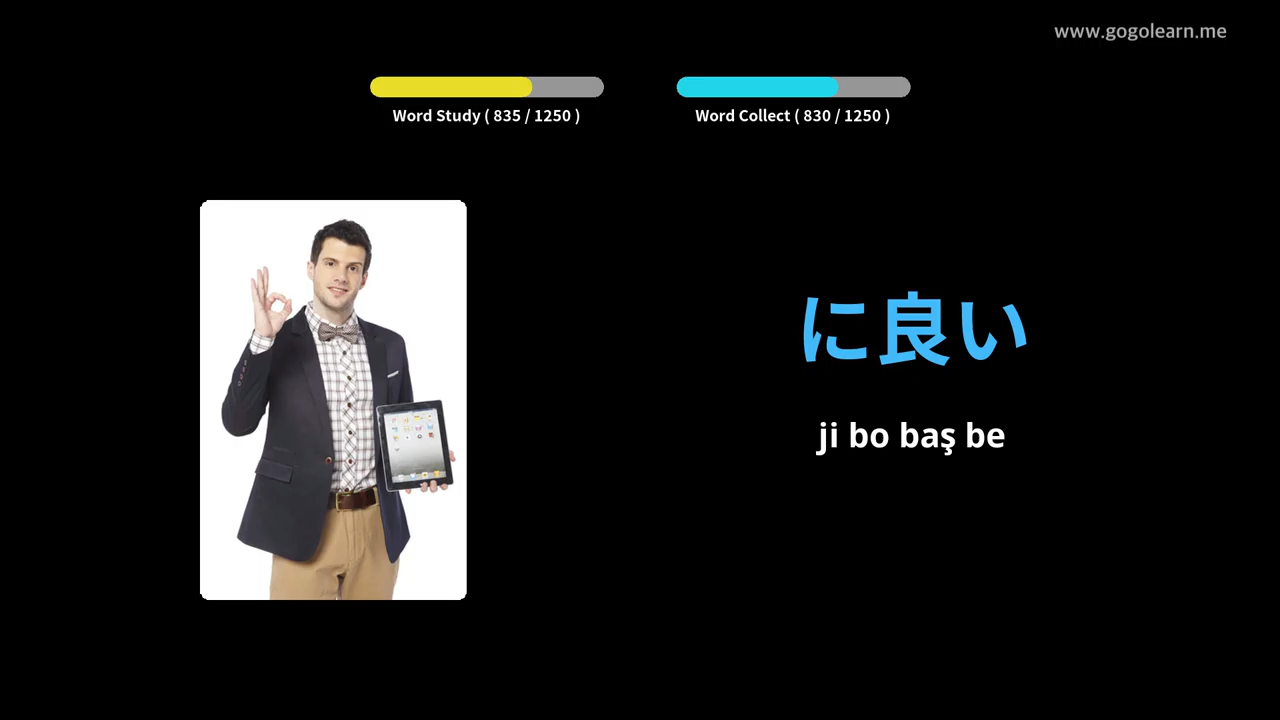 www.gogolearn.me
Word Study ( 835 / 1250 )
Word Collect ( 830 / 1250 )
に良い
ji bo baş be